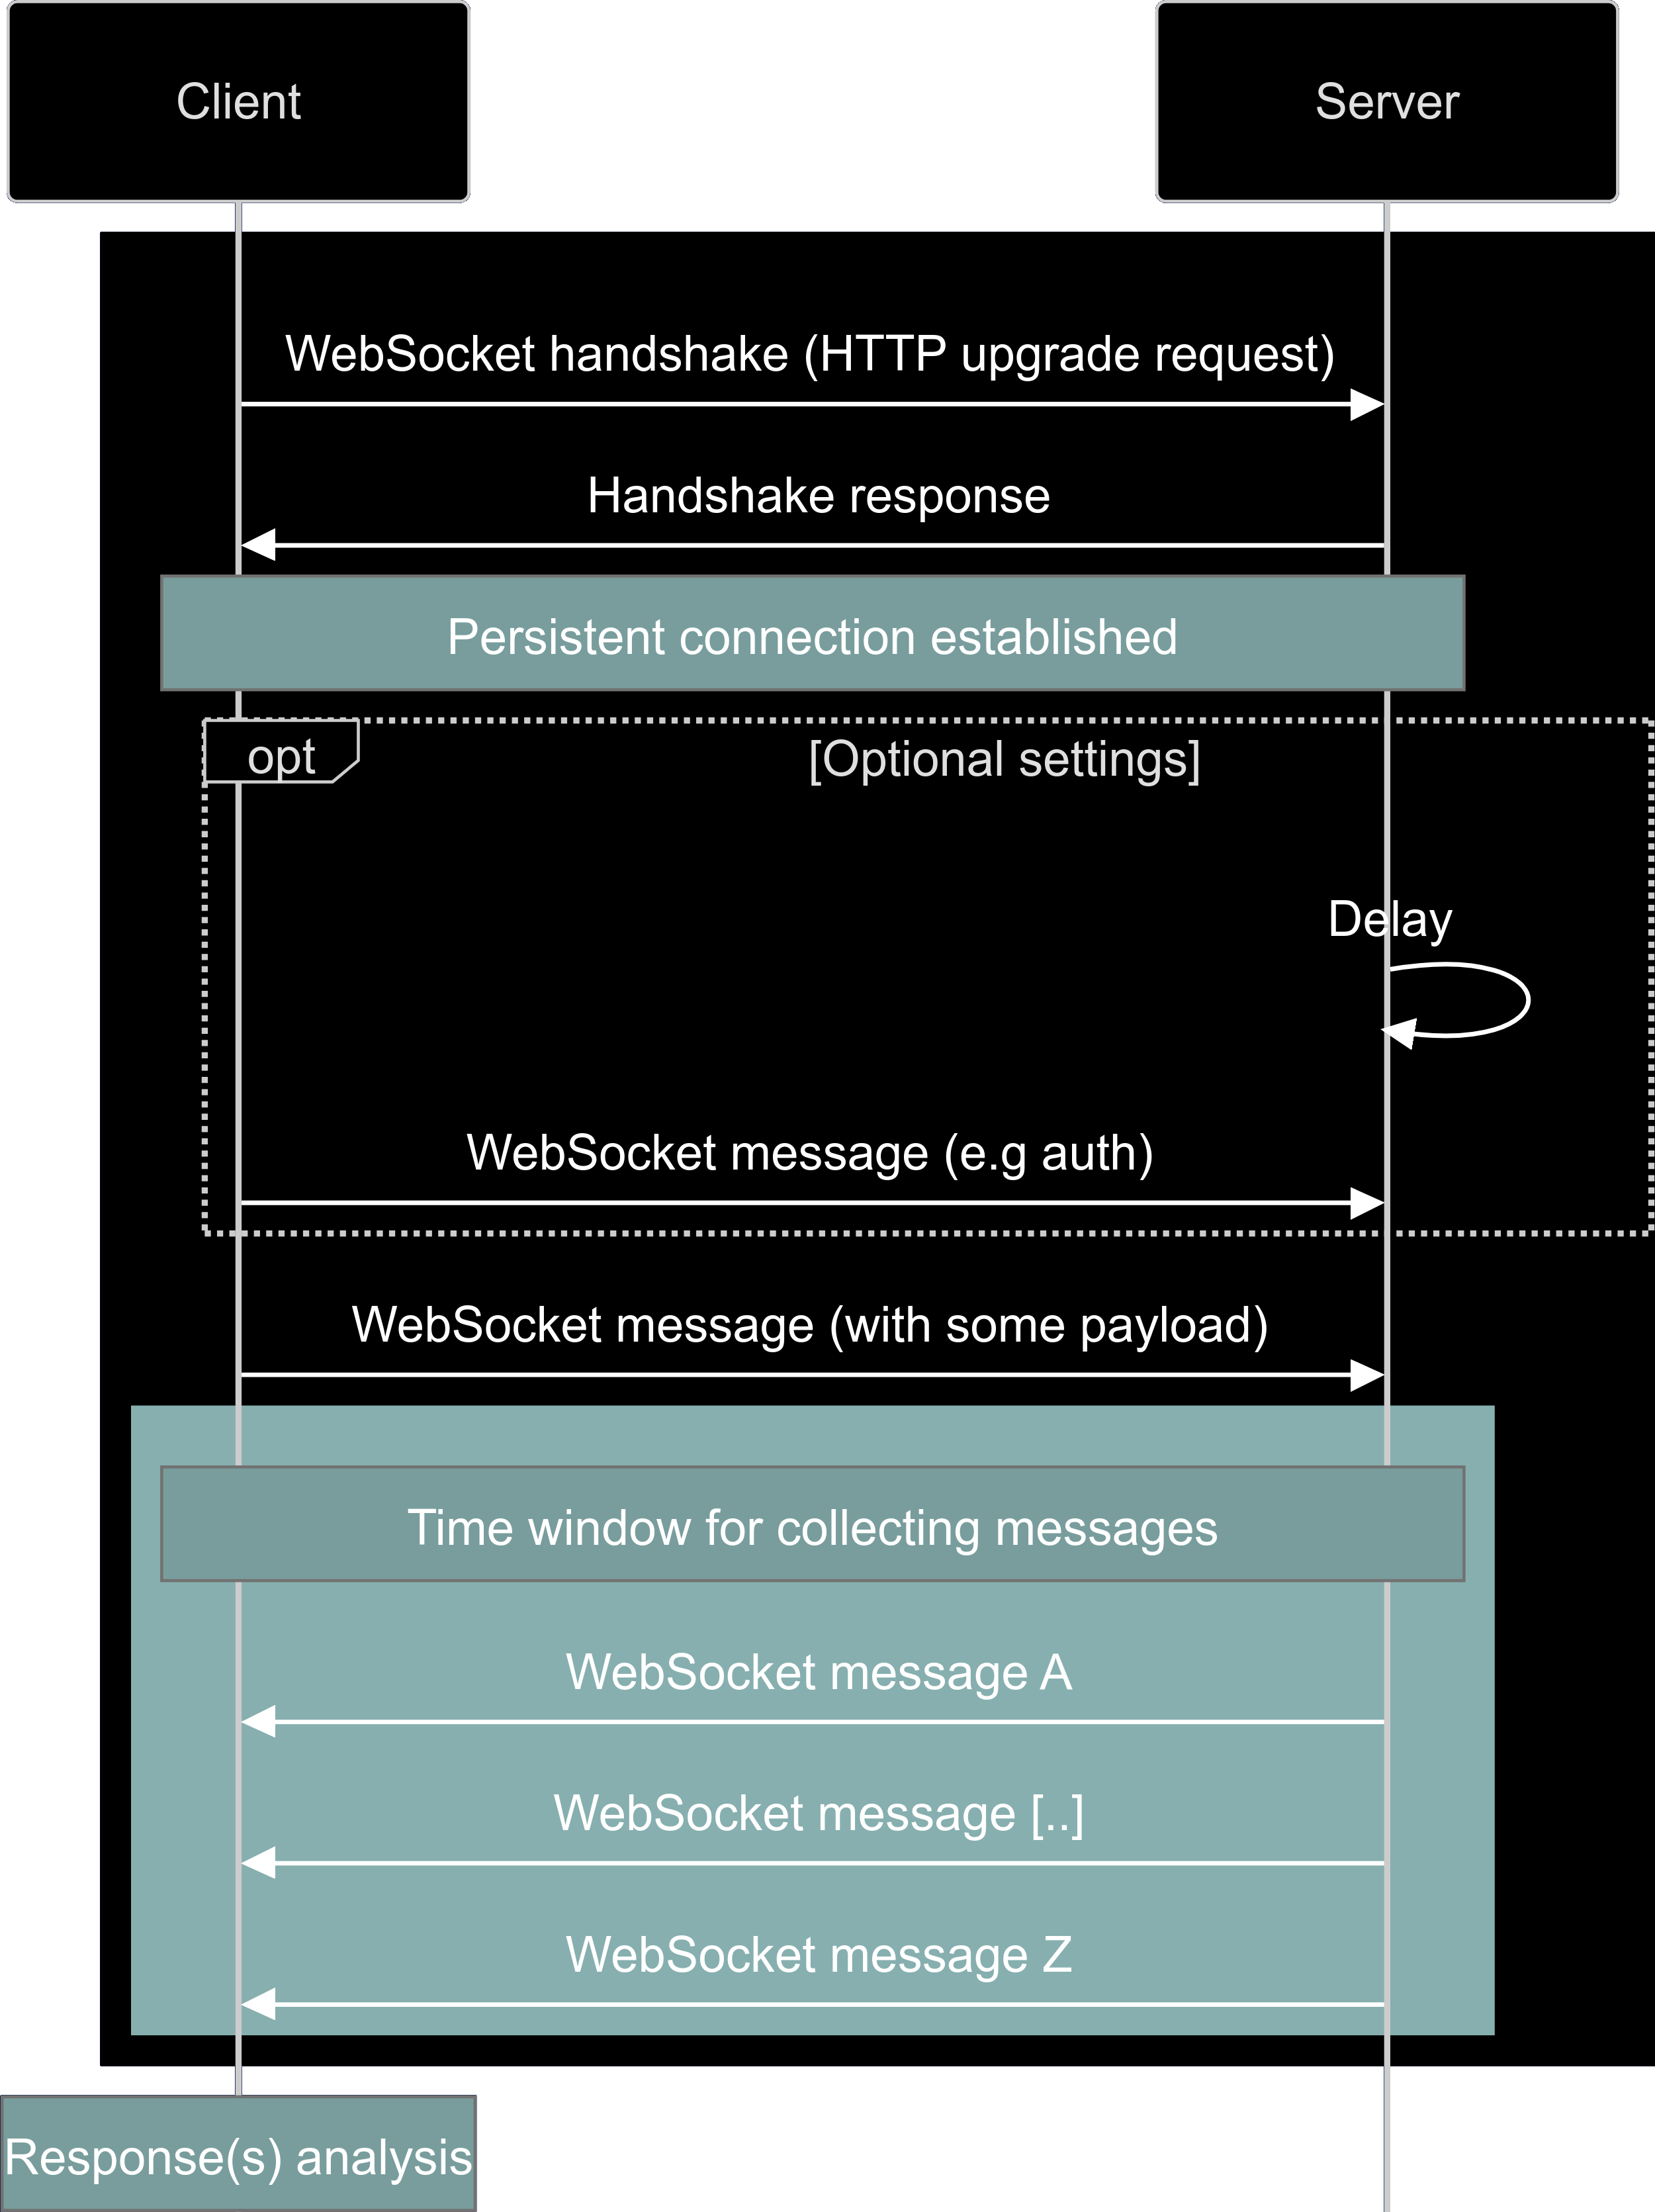 Client
Server
WebSocket handshake (HTTP upgrade request)
Handshake response
Persistent connection established
opt
[Optional settings]
Delay
WebSocket message (e.g auth)
WebSocket message (with some payload)
Time window for collecting messages
WebSocket message A
WebSocket message [..]
WebSocket message Z
Response(s) analysis